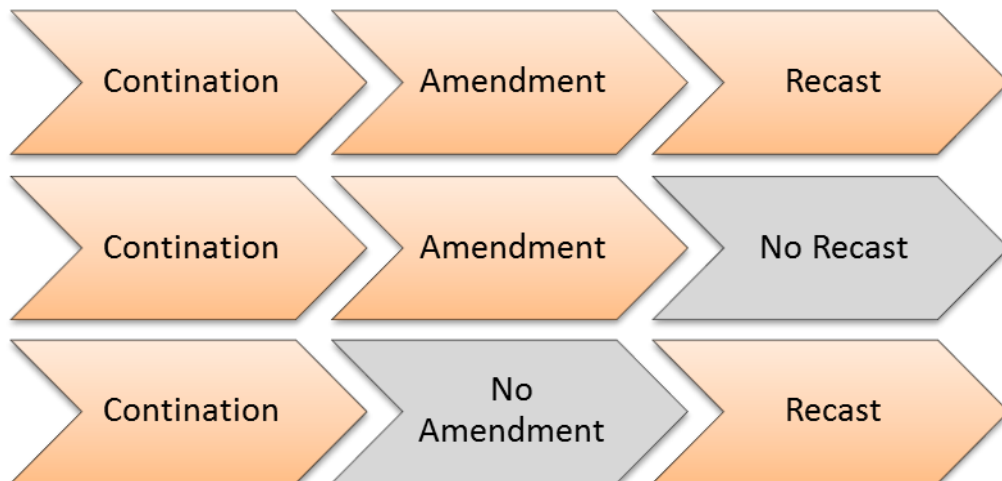 Contination
Amendment
Recast
Contination
Amendment
No Recast
Contination
No
Amendment
Recast